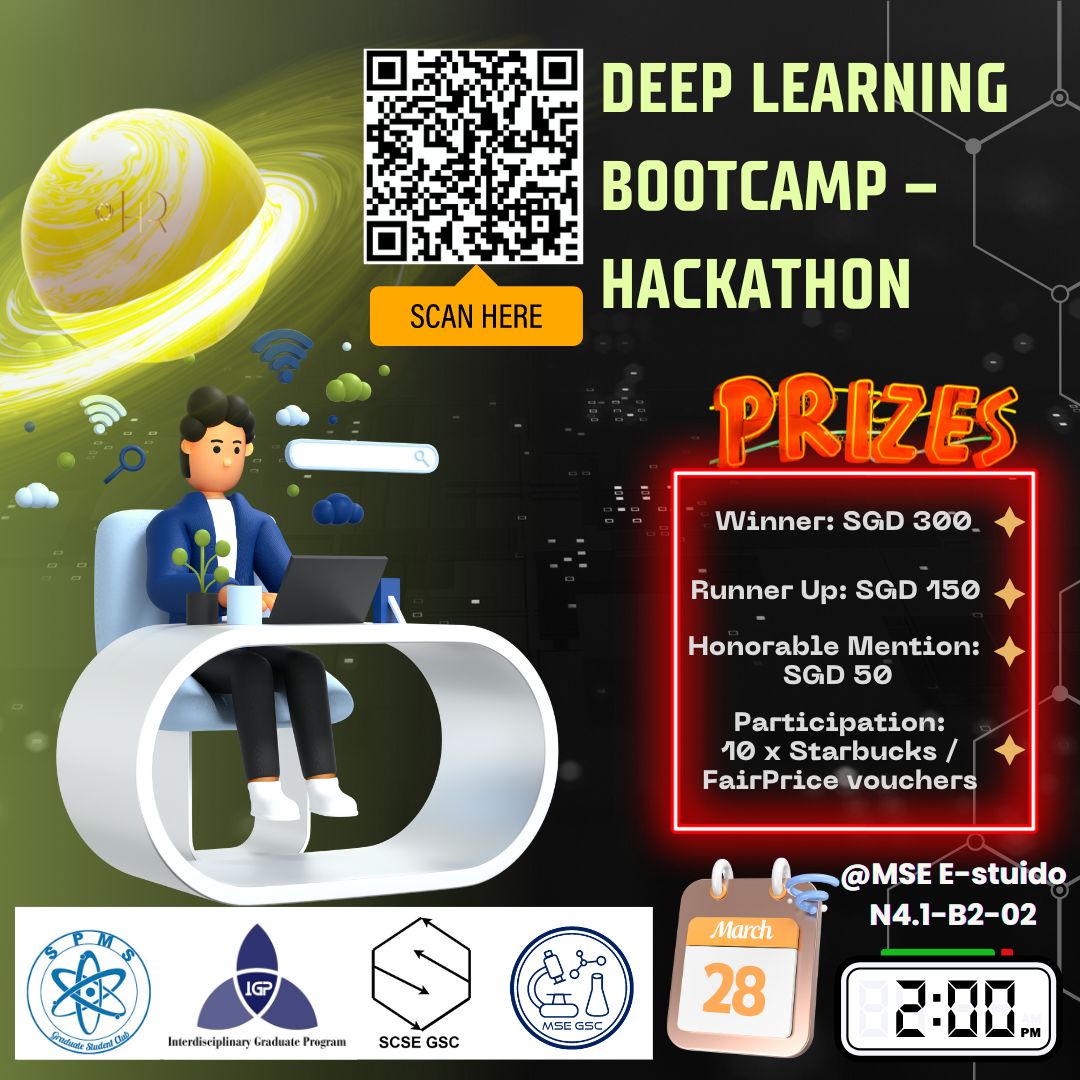 DEEP LEARNING
BOOTCAMP –
HACKATHON
SCAN HERE
HR
PRIZES
Winner: SGD 300
Runner Up: SGD 150
Honorable Mention:
SGD 50
Participation:
10 x Starbucks /
FairPrice vouchers
@MSE E-stuido
N4.1-B2-02
March
28
2:00
PM
SPMS
Graduate Student Club
IGP
Interdisciplinary Graduate Program
SCSE GSC
MSE GSC